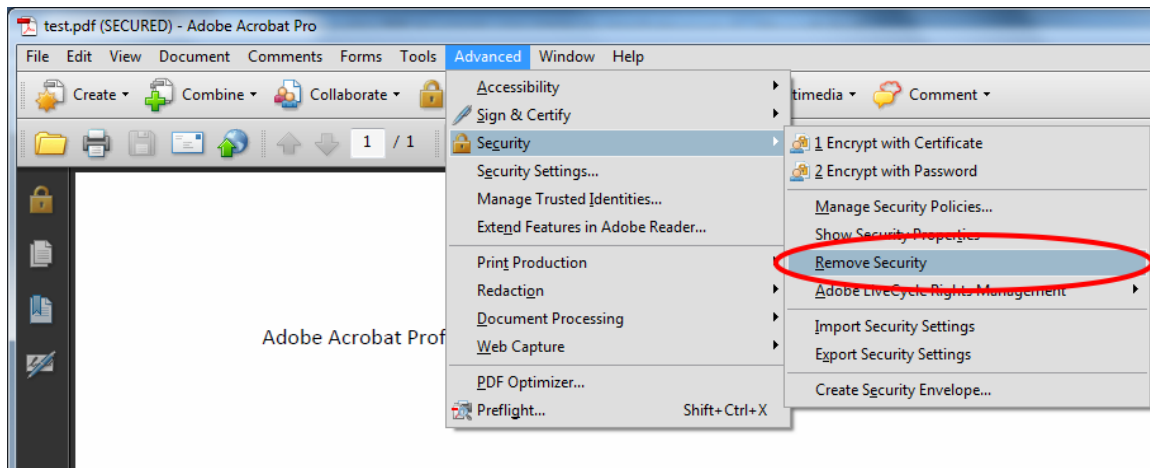 test.pdf (SECURED) - Adobe Acrobat Pro
File Edit View Document Comments Forms Tools Advanced Window Help
Create Combine Collaborate
timedia Comment
1 / 1
Accessibility
Sign & Certify
Security
Security Settings...
Manage Trusted Identities...
Extend Features in Adobe Reader...
Print Production
Redaction
Document Processing
Web Capture
PDF Optimizer...
Preflight... Shift+Ctrl+X
1 Encrypt with Certificate
2 Encrypt with Password
Manage Security Policies...
Show Security Properties
Remove Security
Adobe LiveCycle Rights Management
Import Security Settings
Export Security Settings
Create Security Envelope...
Adobe Acrobat Prof